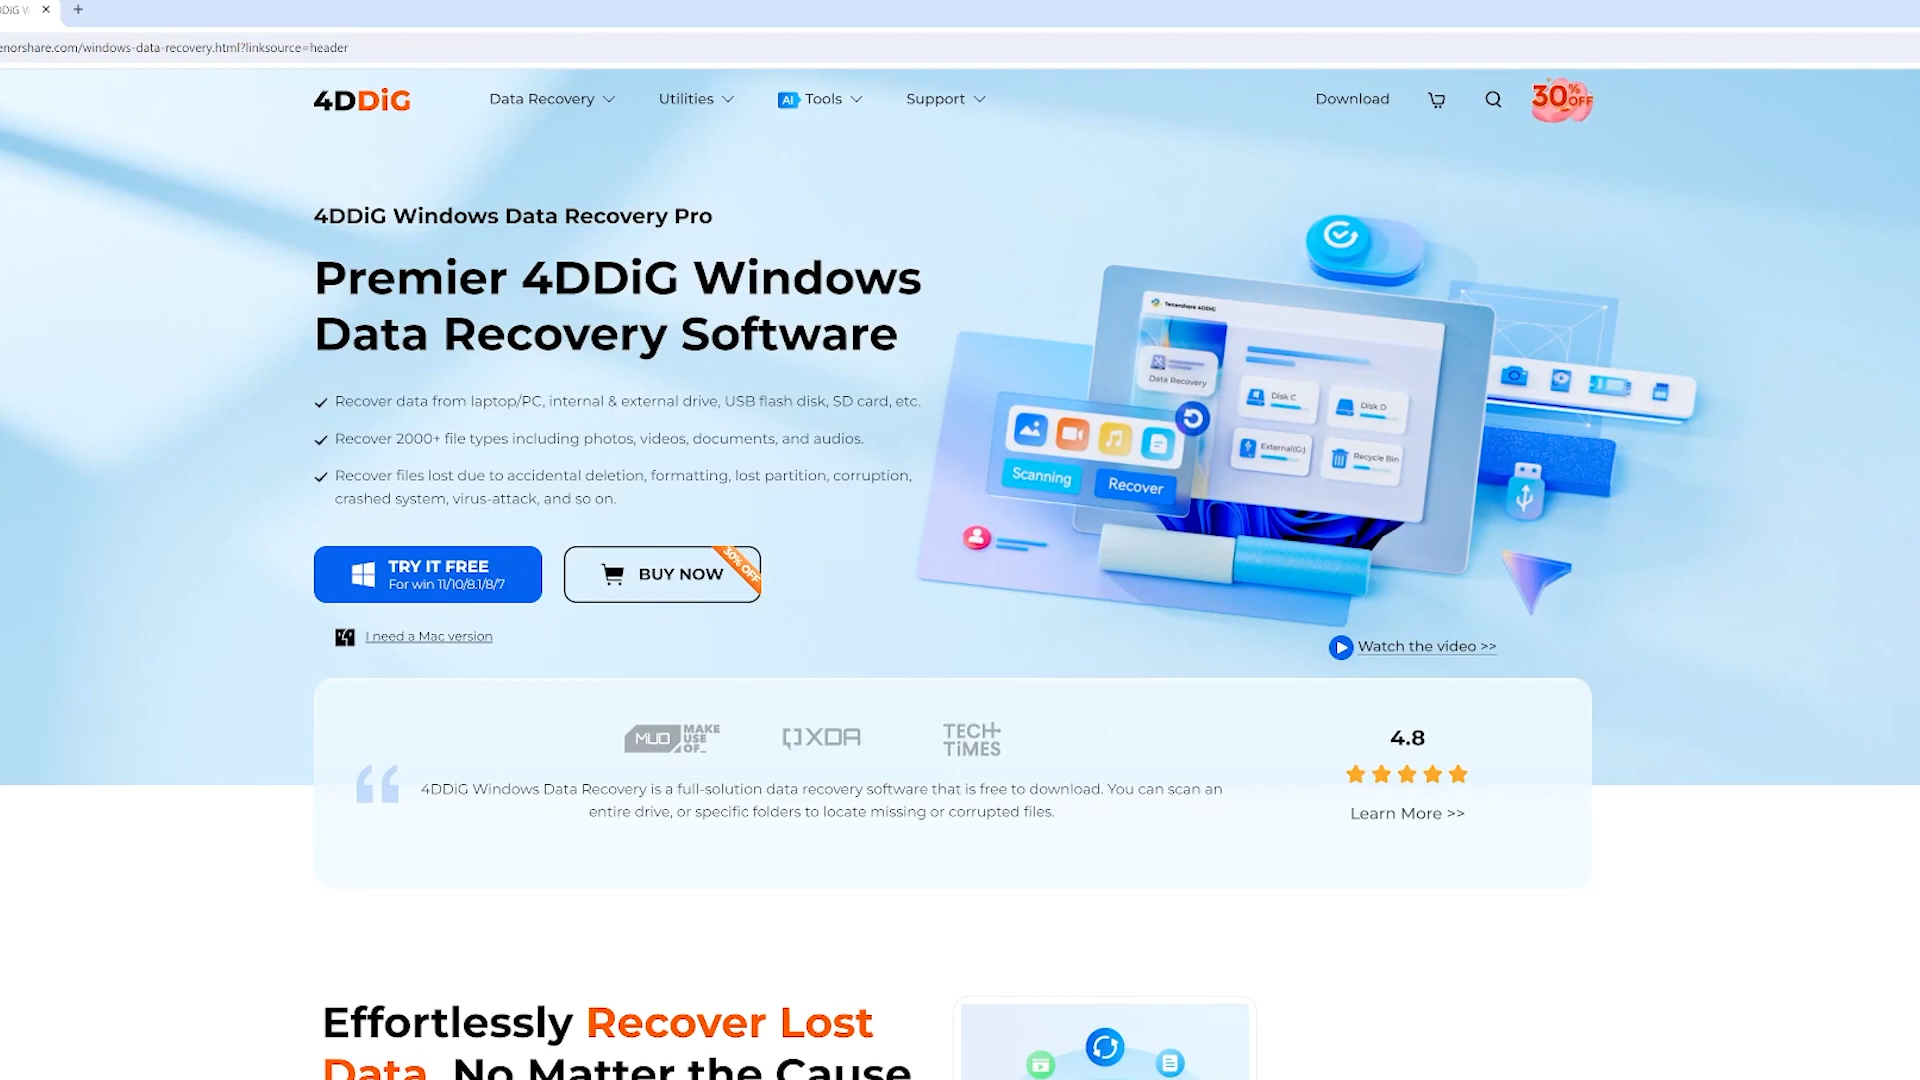 enorshare.com/windows-data-recovery.html?linksource=header
4DDiG
Data Recovery
Utilities
AI Tools
Support
Download
30% OFF
4DDiG Windows Data Recovery Pro
Premier 4DDiG Windows
Data Recovery Software
Recover data from laptop/PC, internal & external drive, USB flash disk, SD card, etc.
Recover 2000+ file types including photos, videos, documents, and audios.
Recover files lost due to accidental deletion, formatting, lost partition, corruption,
crashed system, virus-attack, and so on.
TRY IT FREE
For win 11/10/8.1/8/7
BUY NOW
30% OFF
I need a Mac version
Tenorshare 4DDiG
Data Recovery
Disk C
Disk D
External(G:)
Recycle Bin
Scanning
Recover
Watch the video >>
MUO MAKE
USE
OF_
XDA
TECH
TiMES
4DDiG Windows Data Recovery is a full-solution data recovery software that is free to download. You can scan an
entire drive, or specific folders to locate missing or corrupted files.
4.8
Learn More >>
Effortlessly Recover Lost
Data, No Matter the Cause